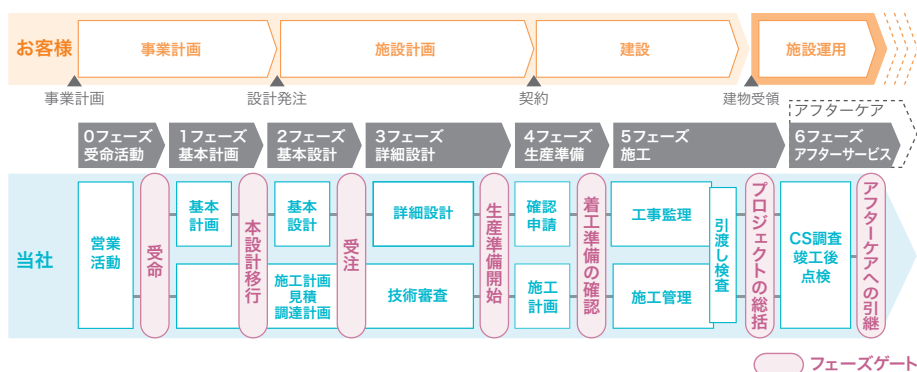 お客様
事業計画
施設計画
建設
施設運用
事業計画
設計発注
契約
建物受領
アフターケア
0フェーズ
受命活動
1フェーズ
基本計画
2フェーズ
基本設計
3フェーズ
詳細設計
4フェーズ
生産準備
5フェーズ
施工
6フェーズ
アフターサービス
当社
営業
活動
受命
基本
計画
本設計移行
基本
設計
施工計画
見積
調達計画
受注
詳細設計
技術審査
生産準備開始
確認
申請
施工
計画
着工準備の確認
工事監理
施工管理
引渡し検査
プロジェクトの総括
CS調査
竣工後
点検
アフターケアへの引継
フェーズゲート